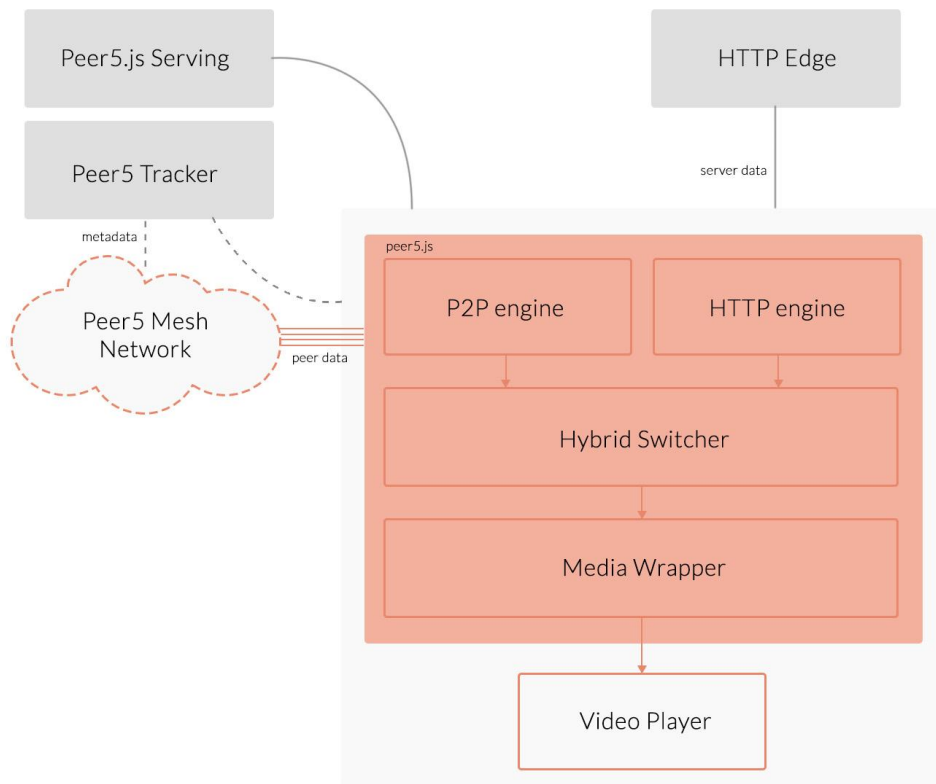 Peer5.js Serving
HTTP Edge
Peer5 Tracker
server data
metadata
peer5.js
P2P engine
HTTP engine
Peer5 Mesh
Network
peer data
Hybrid Switcher
Media Wrapper
Video Player